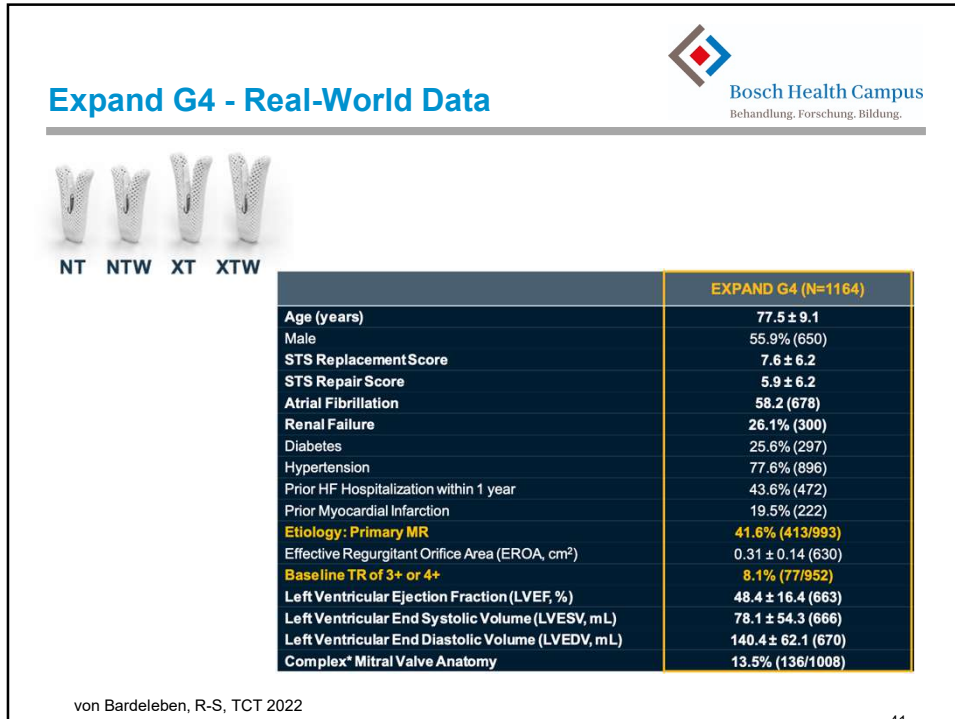 Expand G4 - Real-World Data
Bosch Health Campus
Behandlung. Forschung. Bildung.
NT NTW XT XTW
EXPAND G4 (N=1164)
Age (years) 77.5 ± 9.1
Male 55.9% (650)
STS Replacement Score 7.6 ± 6.2
STS Repair Score 5.9 ± 6.2
Atrial Fibrillation 58.2 (678)
Renal Failure 26.1% (300)
Diabetes 25.6% (297)
Hypertension 77.6% (896)
Prior HF Hospitalization within 1 year 43.6% (472)
Prior Myocardial Infarction 19.5% (222)
Etiology: Primary MR 41.6% (413/993)
Effective Regurgitant Orifice Area (EROA, cm²) 0.31 ± 0.14 (630)
Baseline TR of 3+ or 4+ 8.1% (77/952)
Left Ventricular Ejection Fraction (LVEF, %) 48.4 ± 16.4 (663)
Left Ventricular End Systolic Volume (LVESV, mL) 78.1 ± 54.3 (666)
Left Ventricular End Diastolic Volume (LVEDV, mL) 140.4 ± 62.1 (670)
Complex* Mitral Valve Anatomy 13.5% (136/1008)
von Bardeleben, R-S, TCT 2022